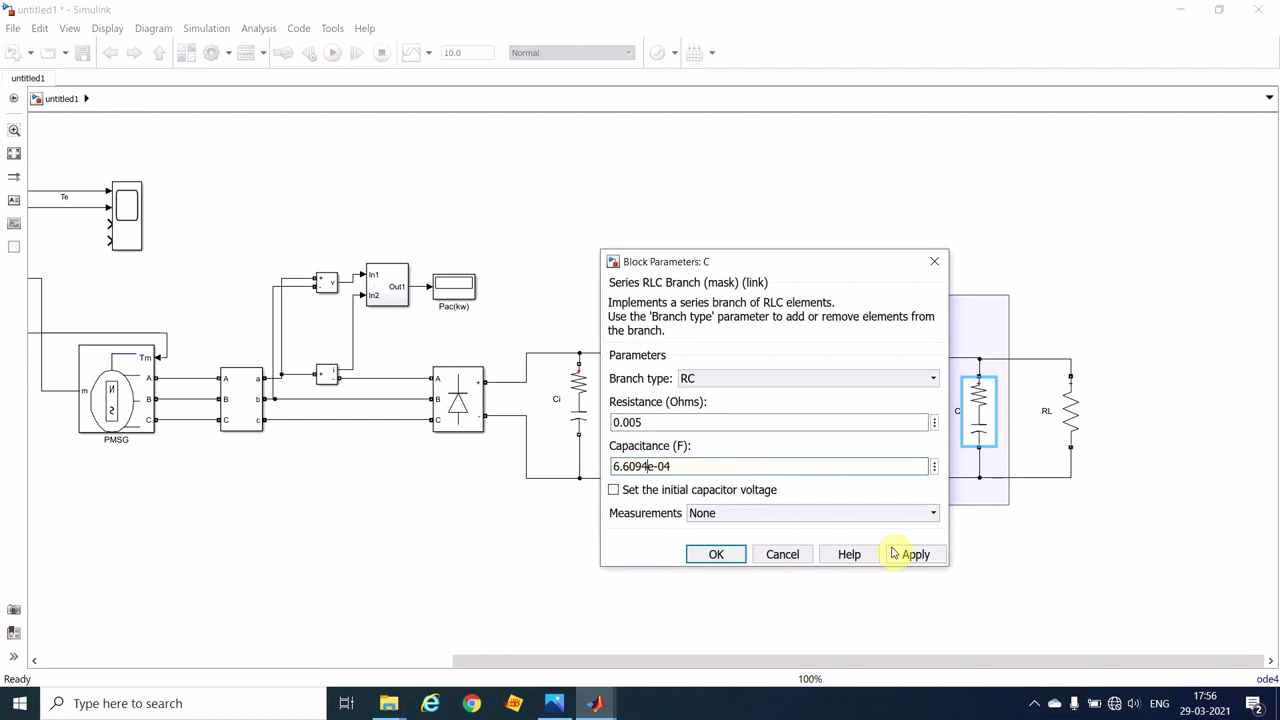 untitled1 * - Simulink
File Edit View Display Diagram Simulation Analysis Code Tools Help
10.0 Normal
untitled1
untitled1
Te
In1
In2
Out1
Pac(kw)
+
-
v
+
-
i
Tm
m
N
S
A
B
C
PMSG
A
B
C
a
b
c
A
B
C
+
-
Ci
C
RL
Block Parameters: C
Series RLC Branch (mask) (link)
Implements a series branch of RLC elements.
Use the 'Branch type' parameter to add or remove elements from
the branch.
Parameters
Branch type: RC
Resistance (Ohms):
0.005
Capacitance (F):
6.6094e-04
Set the initial capacitor voltage
Measurements None
OK Cancel Help Apply
Ready 100% ode4
Type here to search
ENG
17:56
29-03-2021
2